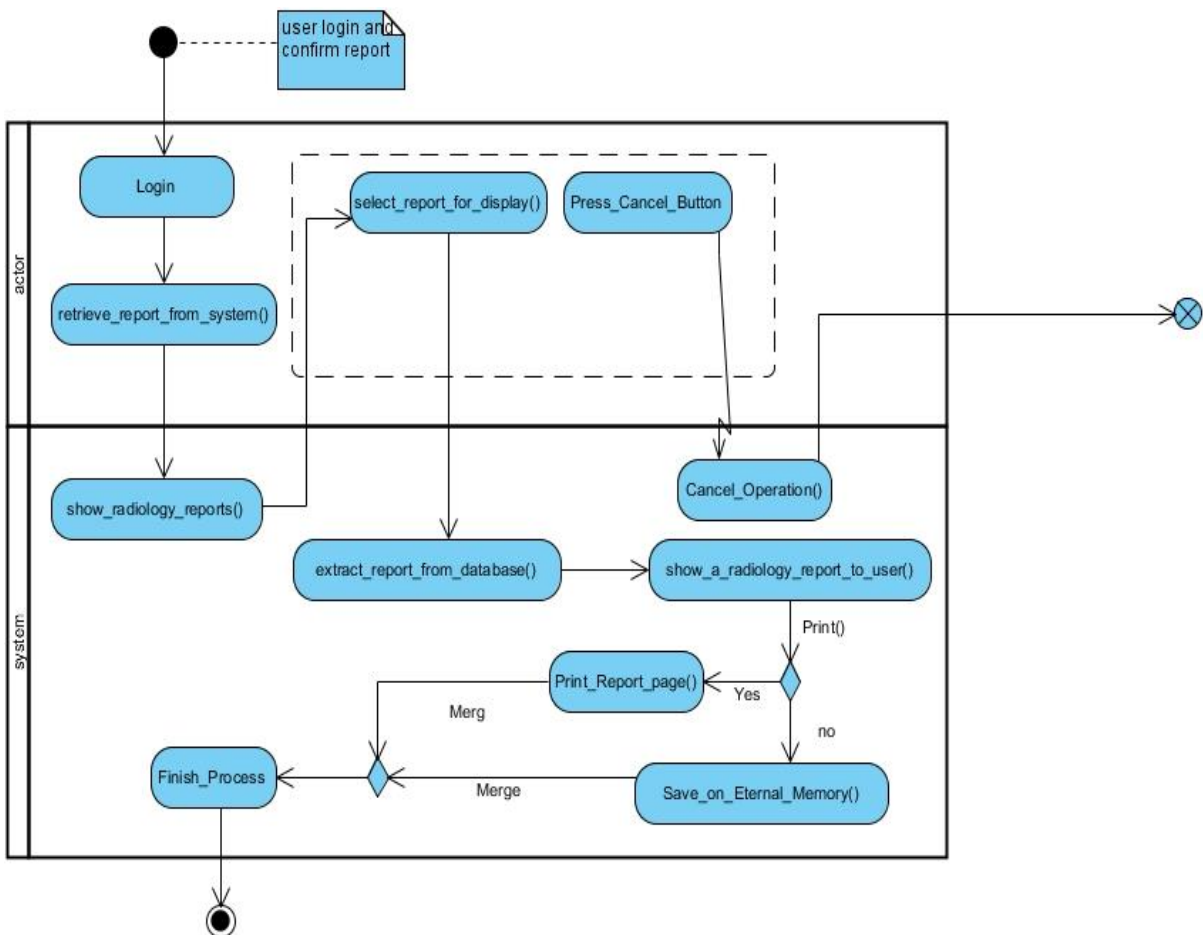 user login and
confirm report
actor
Login
select_report_for_display()
Press_Cancel_Button
retrieve_report_from_system()
system
show_radiology_reports()
Cancel_Operation()
extract_report_from_database()
show_a_radiology_report_to_user()
Print()
Print_Report_page()
Yes
Merg
no
Finish_Process
Merge
Save_on_Eternal_Memory()